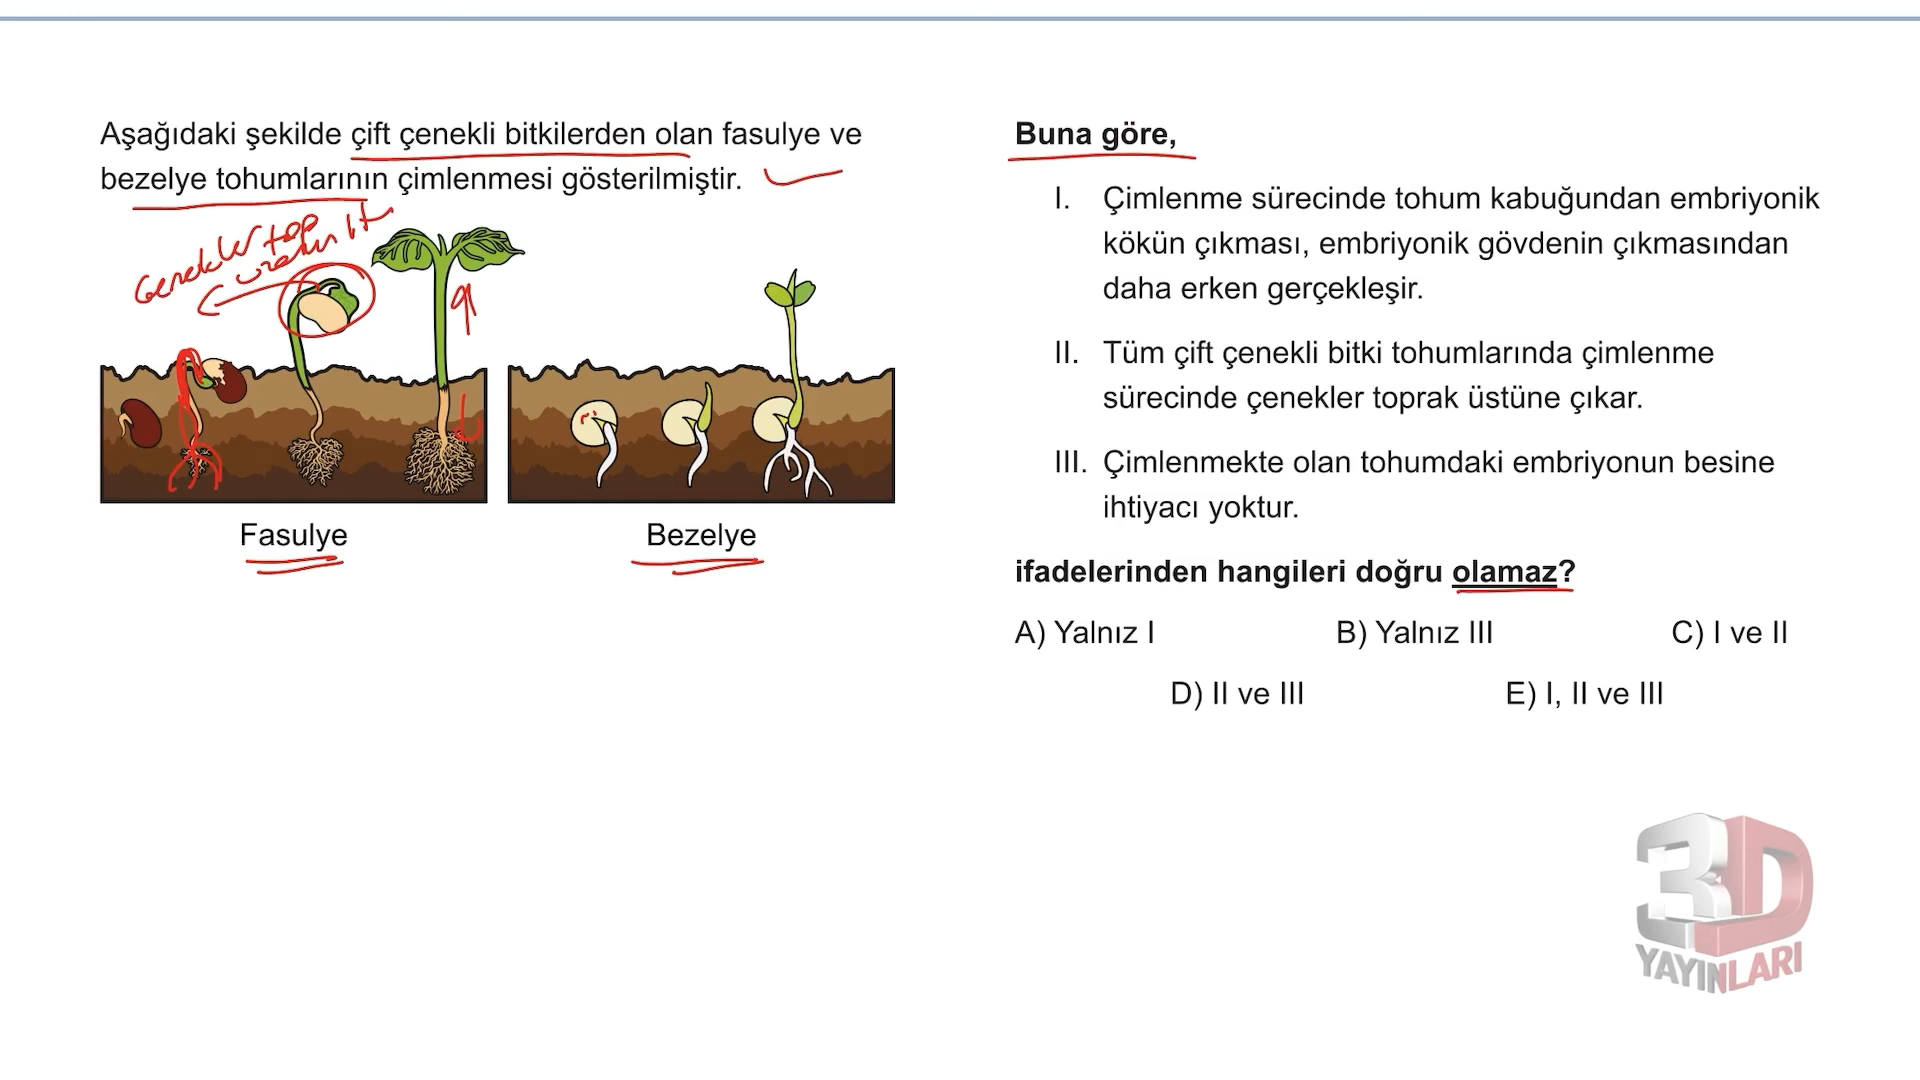 Aşağıdaki şekilde çift çenekli bitkilerden olan fasulye ve
bezelye tohumlarının çimlenmesi gösterilmiştir.
Çenekler top
Fasulye
Bezelye
Buna göre,
I. Çimlenme sürecinde tohum kabuğundan embriyonik
kökün çıkması, embriyonik gövdenin çıkmasından
daha erken gerçekleşir.
II. Tüm çift çenekli bitki tohumlarında çimlenme
sürecinde çenekler toprak üstüne çıkar.
III. Çimlenmekte olan tohumdaki embriyonun besine
ihtiyacı yoktur.
ifadelerinden hangileri doğru olamaz?
A) Yalnız I B) Yalnız III C) I ve II
D) II ve III E) I, II ve III
3D
YAYINLARI